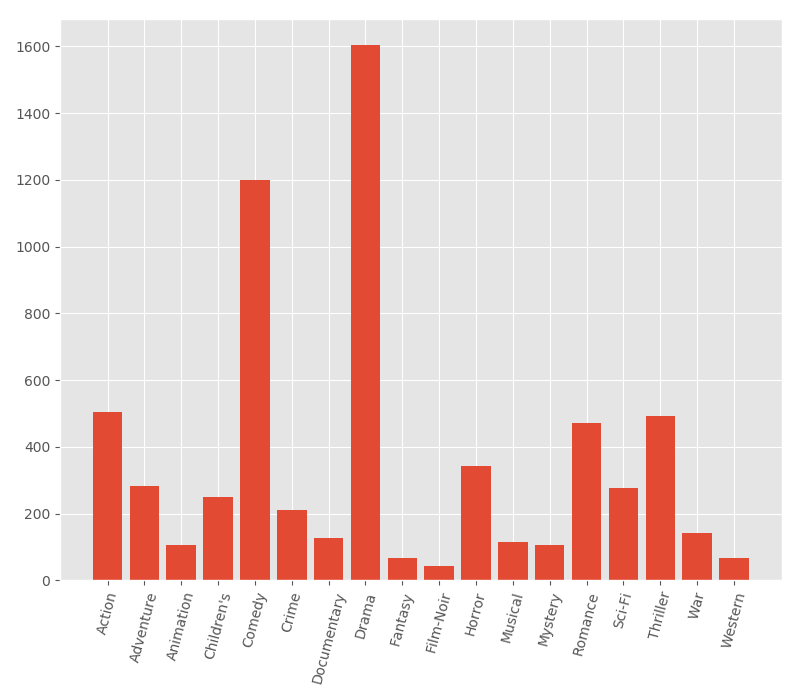 1600
1400
1200
1000
800
600
400
200
0
Action
Adventure
Animation
Children's
Comedy
Crime
Documentary
Drama
Fantasy
Film-Noir
Horror
Musical
Mystery
Romance
Sci-Fi
Thriller
War
Western